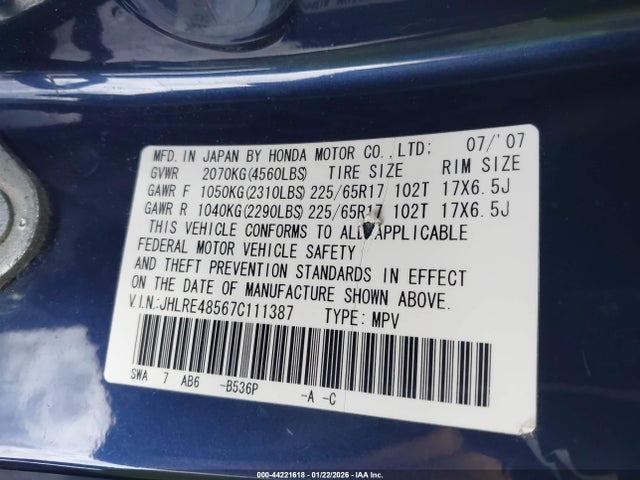 MFD. IN JAPAN BY HONDA MOTOR CO., LTD: 07/'07
GVWR 2070KG(4560LBS) TIRE SIZE RIM SIZE
GAWR F 1050KG(2310LBS) 225/65R17 102T 17X6.5J
GAWR R 1040KG(2290LBS) 225/65R17 102T 17X6.5J
THIS VEHICLE CONFORMS TO ALL APPLICABLE
FEDERAL MOTOR VEHICLE SAFETY
AND THEFT PREVENTION STANDARDS IN EFFECT
ON THE DATE OF MANUFACTURE SHOWN ABOVE.
V.I.N.:JHLRE48567C111387 TYPE: MPV
SWA 7 AB6 -B536P -A -C
000-44221618 - 01/22/2026 - IAA Inc.